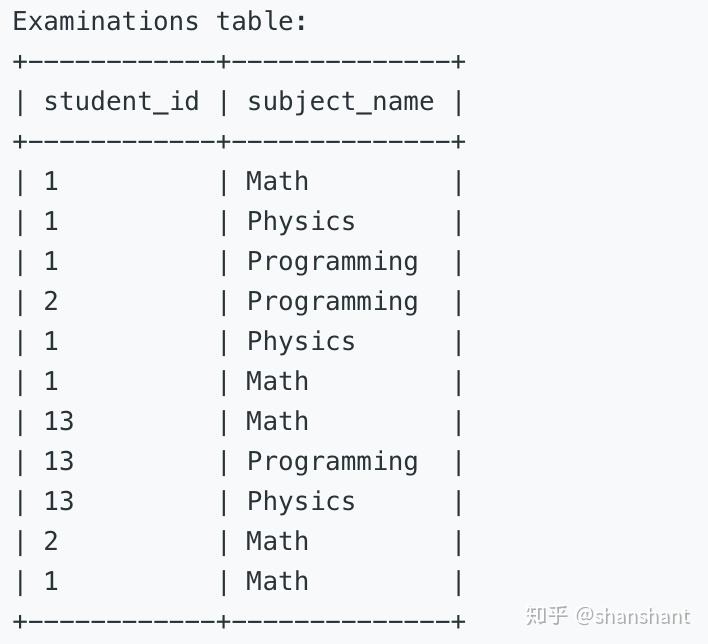 Examinations table:
+------------+--------------+
| student_id | subject_name |
+------------+--------------+
| 1          | Math         |
| 1          | Physics      |
| 1          | Programming  |
| 2          | Programming  |
| 1          | Physics      |
| 1          | Math         |
| 13         | Math         |
| 13         | Programming  |
| 13         | Physics      |
| 2          | Math         |
| 1          | Math         |
+------------+--------------+
知乎 @shanshant